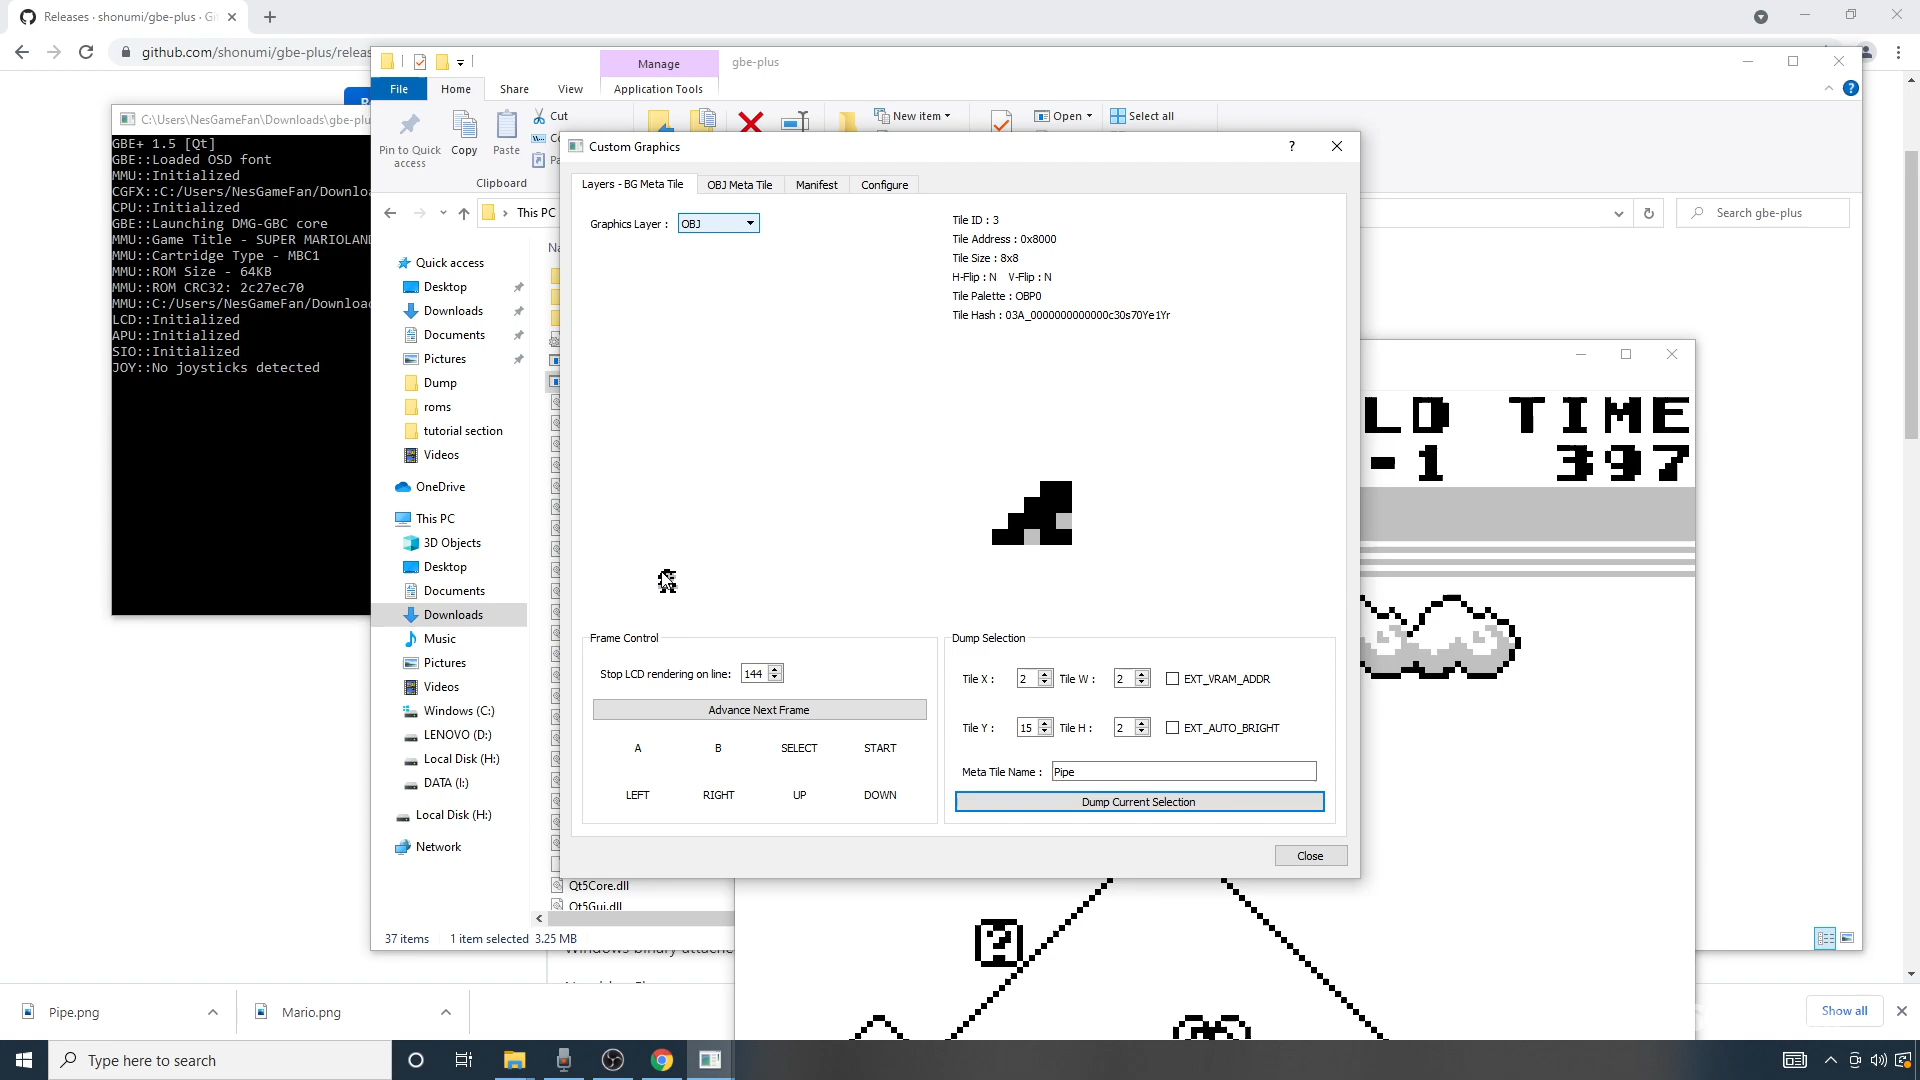 Releases · shonumi/gbe-plus · Gi
github.com/shonumi/gbe-plus/releas
Manage
gbe-plus
File
Home
Share
View
Application Tools
Pin to Quick access
Copy
Paste
Cut
New item
Open
Select all
Clipboard
This PC
Search gbe-plus
C:\Users\NesGameFan\Downloads\gbe-plu
GBE+ 1.5 [Qt]
GBE::Loaded OSD font
MMU::Initialized
CGFX::C:/Users/NesGameFan/Downloa
CPU::Initialized
GBE::Launching DMG-GBC core
MMU::Game Title - SUPER MARIOLAND
MMU::Cartridge Type - MBC1
MMU::ROM Size - 64KB
MMU::ROM CRC32: 2c27ec70
MMU::C:/Users/NesGameFan/Downloa
LCD::Initialized
APU::Initialized
SIO::Initialized
JOY::No joysticks detected
Quick access
Desktop
Downloads
Documents
Pictures
Dump
roms
tutorial section
Videos
OneDrive
This PC
3D Objects
Desktop
Documents
Downloads
Music
Pictures
Videos
Windows (C:)
LENOVO (D:)
Local Disk (H:)
DATA (I:)
Local Disk (H:)
Network
Qt5Core.dll
Qt5Gui.dll
37 items
1 item selected 3.25 MB
Custom Graphics
Layers - BG Meta Tile
OBJ Meta Tile
Manifest
Configure
Graphics Layer :
OBJ
Tile ID : 3
Tile Address : 0x8000
Tile Size : 8x8
H-Flip : N V-Flip : N
Tile Palette : OBP0
Tile Hash : 03A_0000000000000c30s70Ye1Yr
Frame Control
Stop LCD rendering on line: 144
Advance Next Frame
A B SELECT START
LEFT RIGHT UP DOWN
Dump Selection
Tile X : 2 Tile W : 2 EXT_VRAM_ADDR
Tile Y : 15 Tile H : 2 EXT_AUTO_BRIGHT
Meta Tile Name : Pipe
Dump Current Selection
Close
LD TIME
-1 397
?
Pipe.png
Mario.png
Show all
Type here to search